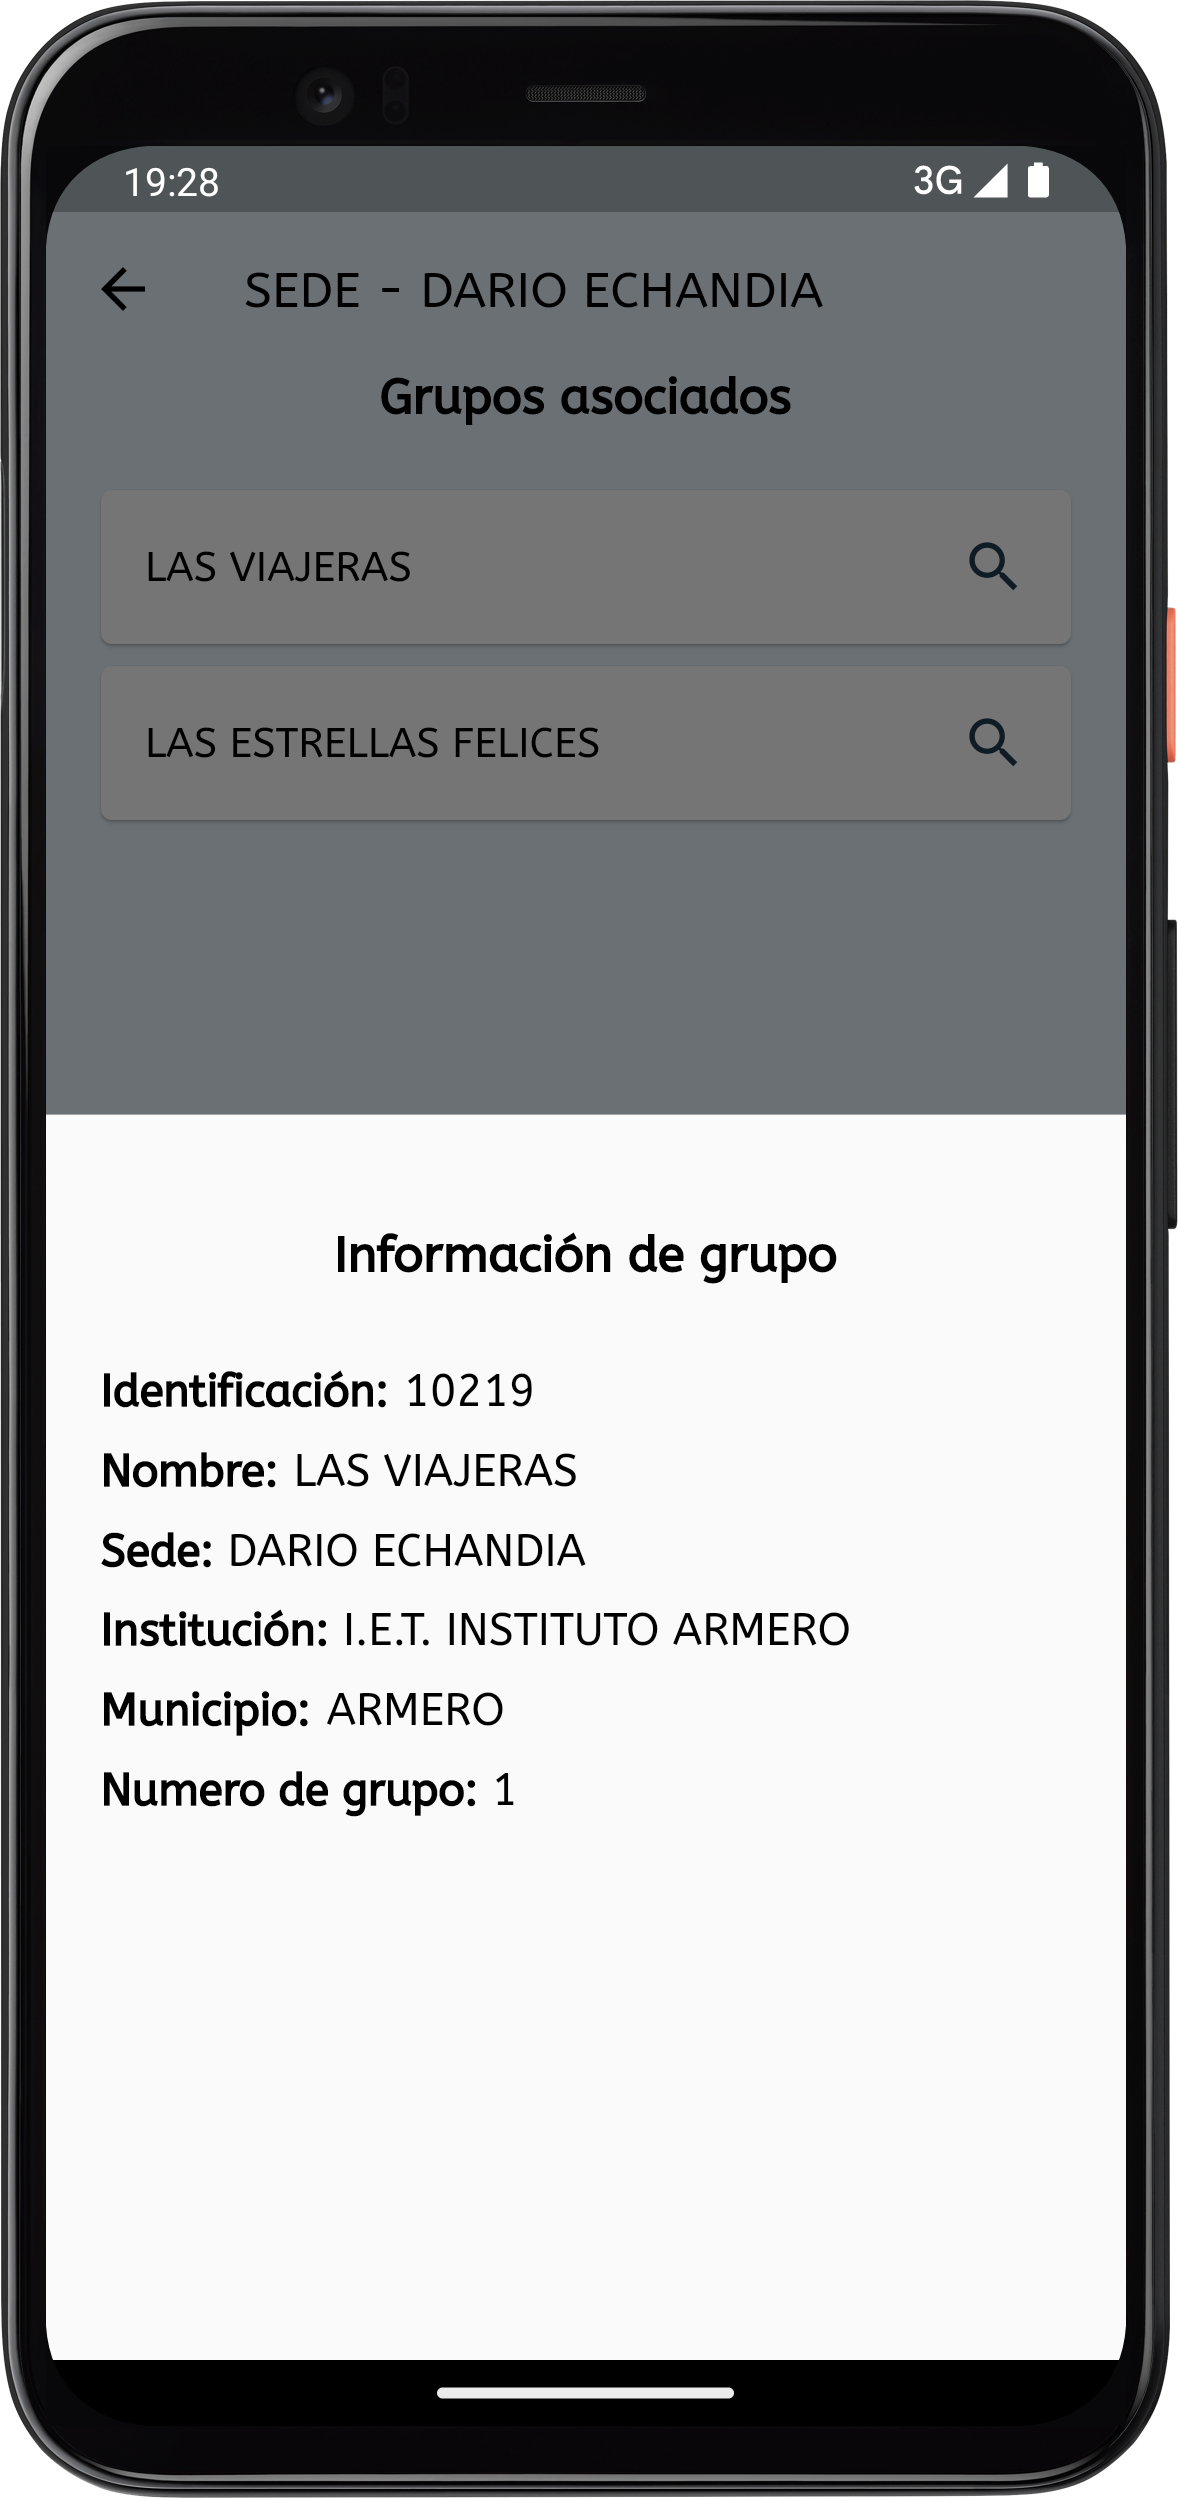 19:28
3G
SEDE - DARIO ECHANDIA
Grupos asociados
LAS VIAJERAS
LAS ESTRELLAS FELICES
Información de grupo
Identificación: 10219
Nombre: LAS VIAJERAS
Sede: DARIO ECHANDIA
Institución: I.E.T. INSTITUTO ARMERO
Municipio: ARMERO
Numero de grupo: 1